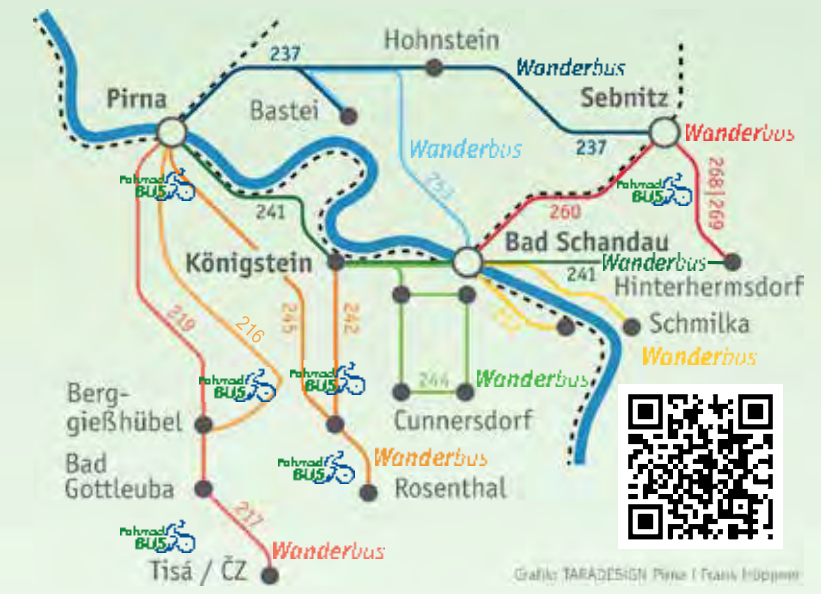 Hohnstein
237
Wanderbus
Pirna
Sebnitz
Bastei
Wanderbus
Wanderbus
237
Fahrrad
BUS
253
Fahrrad
BUS
268|269
241
260
Bad Schandau
Königstein
241
Wanderbus
Hinterhermsdorf
219
216
245
242
Schmilka
Wanderbus
Fahrrad
BUS
Fahrrad
BUS
244
Wanderbus
Berg-
gießhübel
Cunnersdorf
Wanderbus
Bad
Gottleuba
Fahrrad
BUS
Rosenthal
217
Fahrrad
BUS
Wanderbus
Tisá / ČZ
Grafik: TARADESIGN Pirna | Frank Höppner